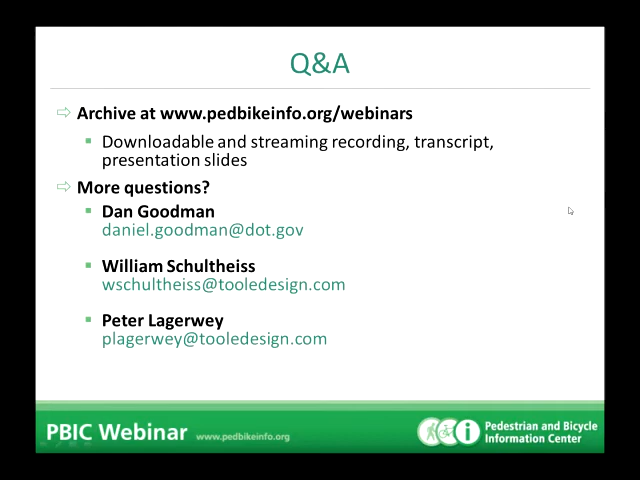 Q&A
Archive at www.pedbikeinfo.org/webinars
Downloadable and streaming recording, transcript,
presentation slides
More questions?
Dan Goodman
daniel.goodman@dot.gov
William Schultheiss
wschultheiss@tooledesign.com
Peter Lagerwey
plagerwey@tooledesign.com
PBIC Webinar www.pedbikeinfo.org
i Pedestrian and Bicycle
Information Center